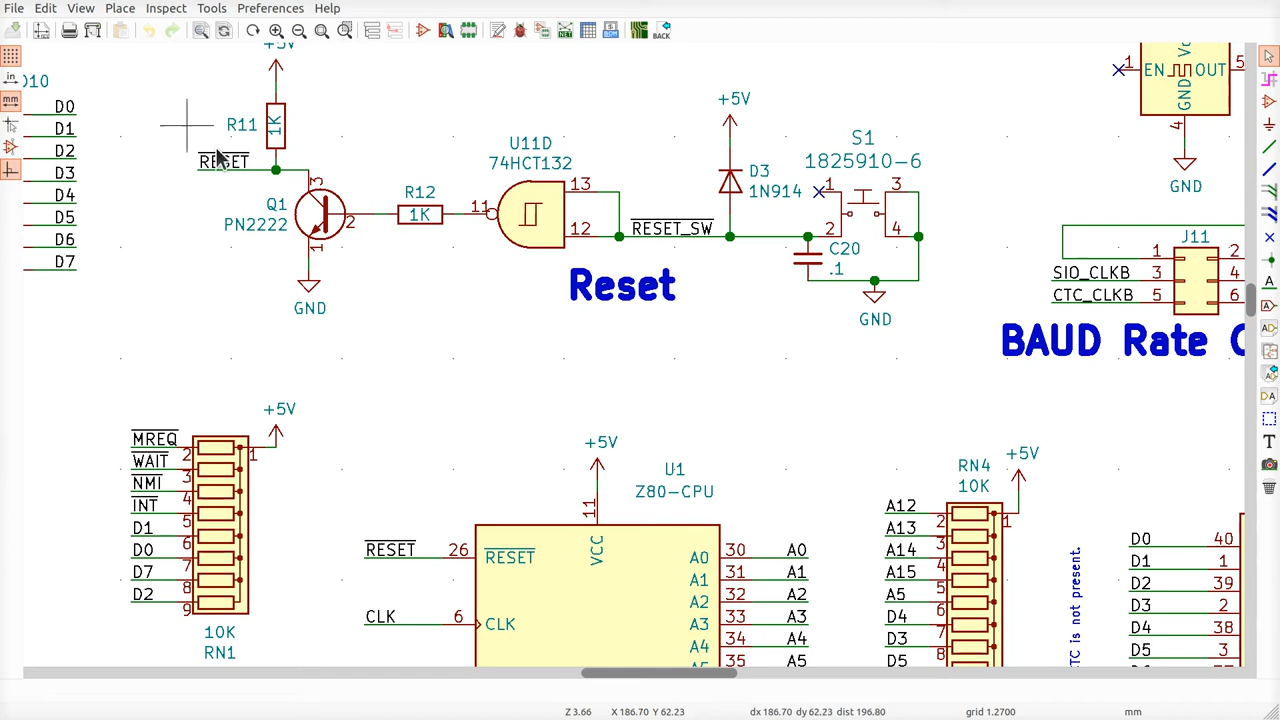 File Edit View Place Inspect Tools Preferences Help
BACK
in
mm
+5V
D10
D0
D1
D2
D3
D4
D5
D6
D7
R11
1K
RESET
3
Q1
PN2222
2
1
GND
R12
1K
11
U11D
74HCT132
13
12
RESET_SW
+5V
D3
1N914
S1
1825910-6
1
3
2
4
C20
.1
GND
Reset
1
EN
OUT
5
GND
4
GND
J11
1
2
SIO_CLKB
3
4
CTC_CLKB
5
6
BAUD Rate
+5V
MREQ
WAIT
NMI
INT
D1
D0
D7
D2
1
2
3
4
5
6
7
8
9
10K
RN1
+5V
11
U1
Z80-CPU
VCC
RESET 26 RESET
CLK 6 CLK
A0 30 A0
A1 31 A1
A2 32 A2
A3 33 A3
A4 34 A4
35 A5
RN4
10K
+5V
A12
A13
A14
A15
A5
D4
D3
D5
1
2
3
4
5
6
7
8
CTC is not present.
D0 40
D1 1
D2 39
D3 2
D4 38
D5 3
Z 3.66 X 186.70 Y 62.23 dx 186.70 dy 62.23 dist 196.80 grid 1.2700 mm